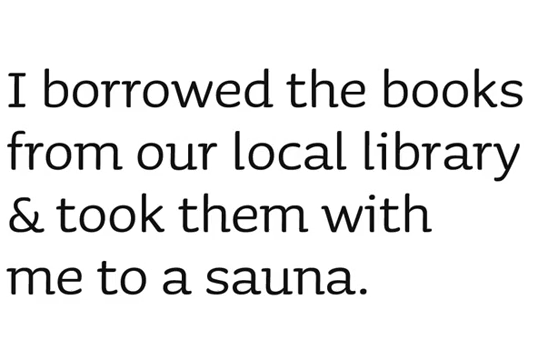 I borrowed the books
from our local library
& took them with
me to a sauna.